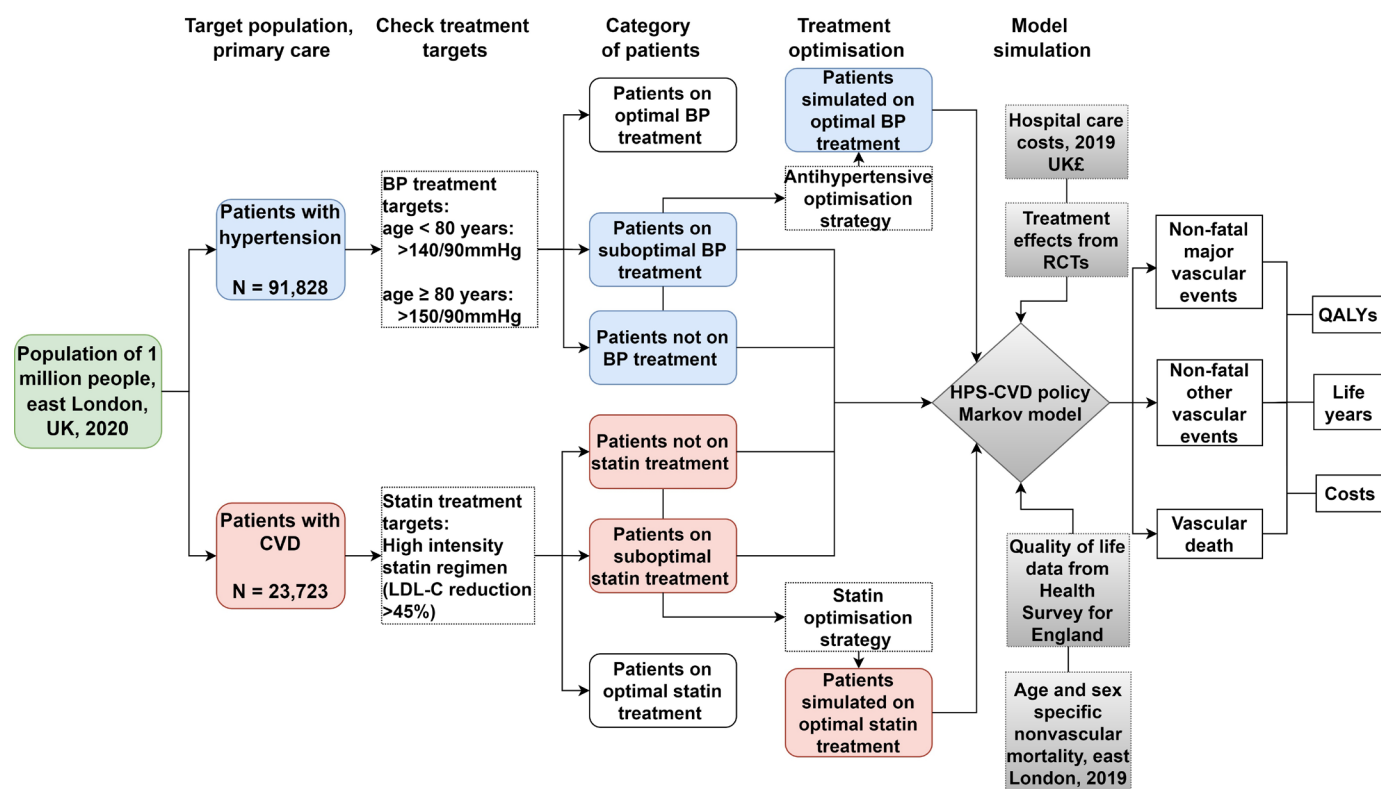 Target population,
primary care
Check treatment
targets
Category
of patients
Treatment
optimisation
Model
simulation
Population of 1
million people,
east London,
UK, 2020
Patients with
hypertension
N = 91,828
Patients with
CVD
N = 23,723
BP treatment
targets:
age < 80 years:
>140/90mmHg
age ≥ 80 years:
>150/90mmHg
Statin treatment
targets:
High intensity
statin regimen
(LDL-C reduction
>45%)
Patients on
optimal BP
treatment
Patients on
suboptimal BP
treatment
Patients not on
BP treatment
Patients not on
statin treatment
Patients on
suboptimal
statin treatment
Patients on
optimal statin
treatment
Patients
simulated on
optimal BP
treatment
Antihypertensive
optimisation
strategy
Statin
optimisation
strategy
Patients
simulated on
optimal statin
treatment
Hospital care
costs, 2019
UK£
Treatment
effects from
RCTs
HPS-CVD policy
Markov model
Quality of life
data from
Health
Survey for
England
Age and sex
specific
nonvascular
mortality, east
London, 2019
Non-fatal
major
vascular
events
Non-fatal
other
vascular
events
Vascular
death
QALYs
Life
years
Costs